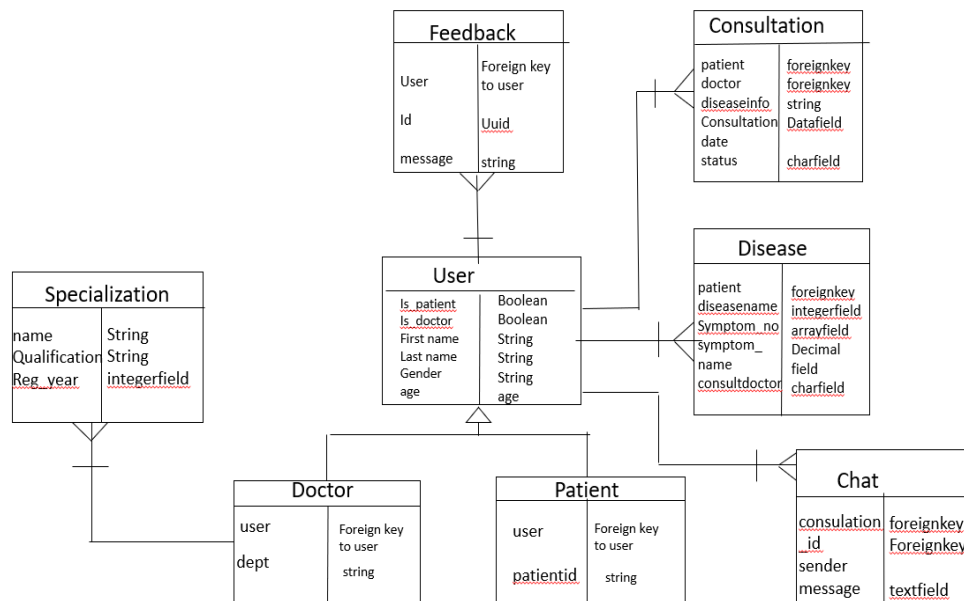 Feedback
User
Foreign key
to user
Id
Uuid
message
string
Consultation
patient
foreignkey
doctor
foreignkey
diseaseinfo
string
Consultation
Datafield
date
status
charfield
User
Is_patient
Boolean
Is_doctor
Boolean
First name
String
Last name
String
Gender
String
age
age
Disease
patient
foreignkey
diseasename
integerfield
Symptom_no
arrayfield
symptom_
Decimal
name
field
consultdoctor
charfield
Specialization
name
String
Qualification
String
Reg_year
integerfield
Doctor
user
Foreign key
to user
dept
string
Patient
user
Foreign key
to user
patientid
string
Chat
consulation
foreignkey
_id
Foreignkey
sender
message
textfield